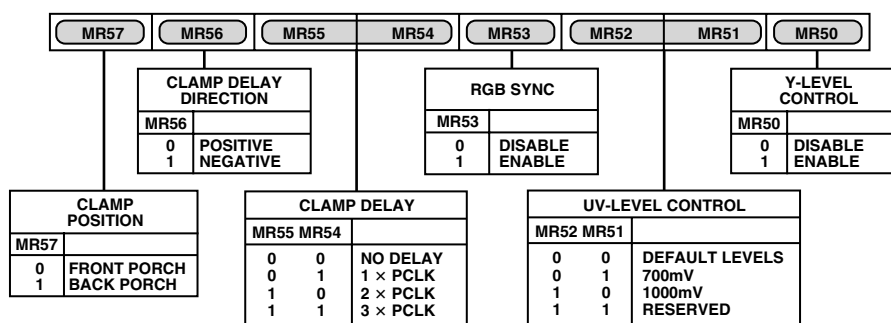 MR57 MR56 MR55 MR54 MR53 MR52 MR51 MR50
CLAMP DELAY
DIRECTION
MR56
0 POSITIVE
1 NEGATIVE
RGB SYNC
MR53
0 DISABLE
1 ENABLE
Y-LEVEL
CONTROL
MR50
0 DISABLE
1 ENABLE
CLAMP
POSITION
MR57
0 FRONT PORCH
1 BACK PORCH
CLAMP DELAY
MR55 MR54
0 0 NO DELAY
0 1 1 × PCLK
1 0 2 × PCLK
1 1 3 × PCLK
UV-LEVEL CONTROL
MR52 MR51
0 0 DEFAULT LEVELS
0 1 700mV
1 0 1000mV
1 1 RESERVED